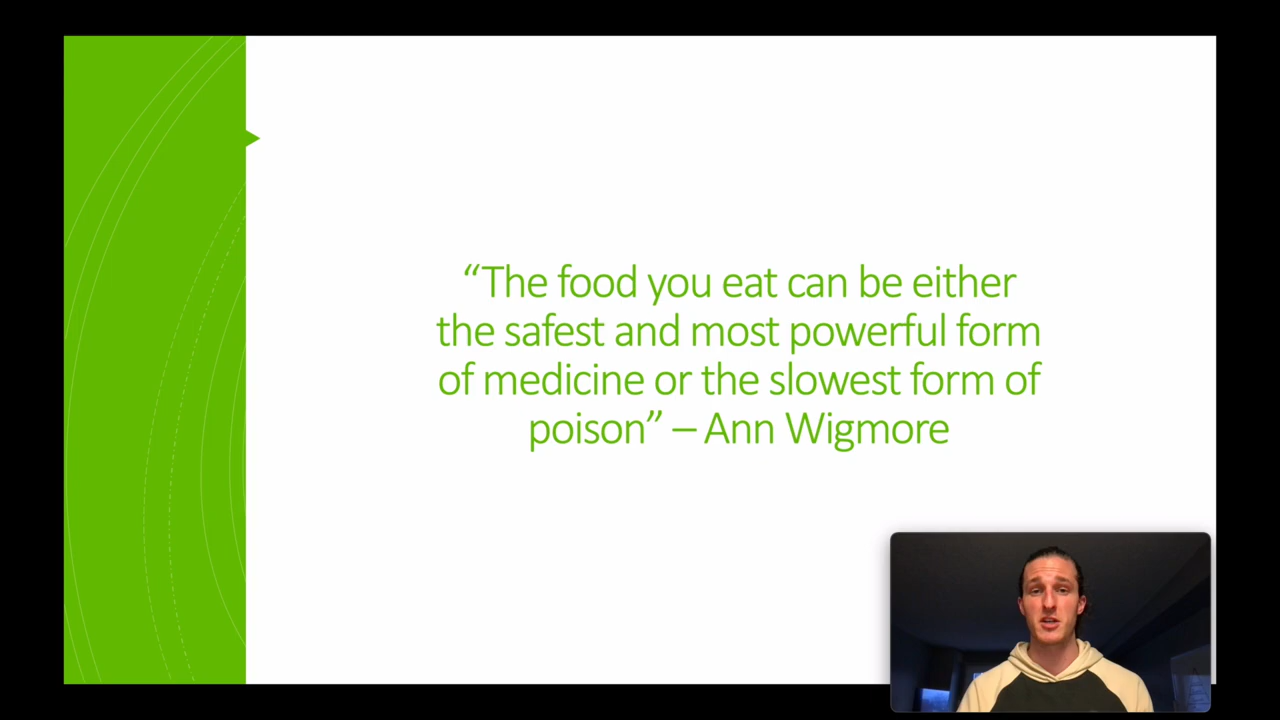 “The food you eat can be either
the safest and most powerful form
of medicine or the slowest form of
poison” – Ann Wigmore